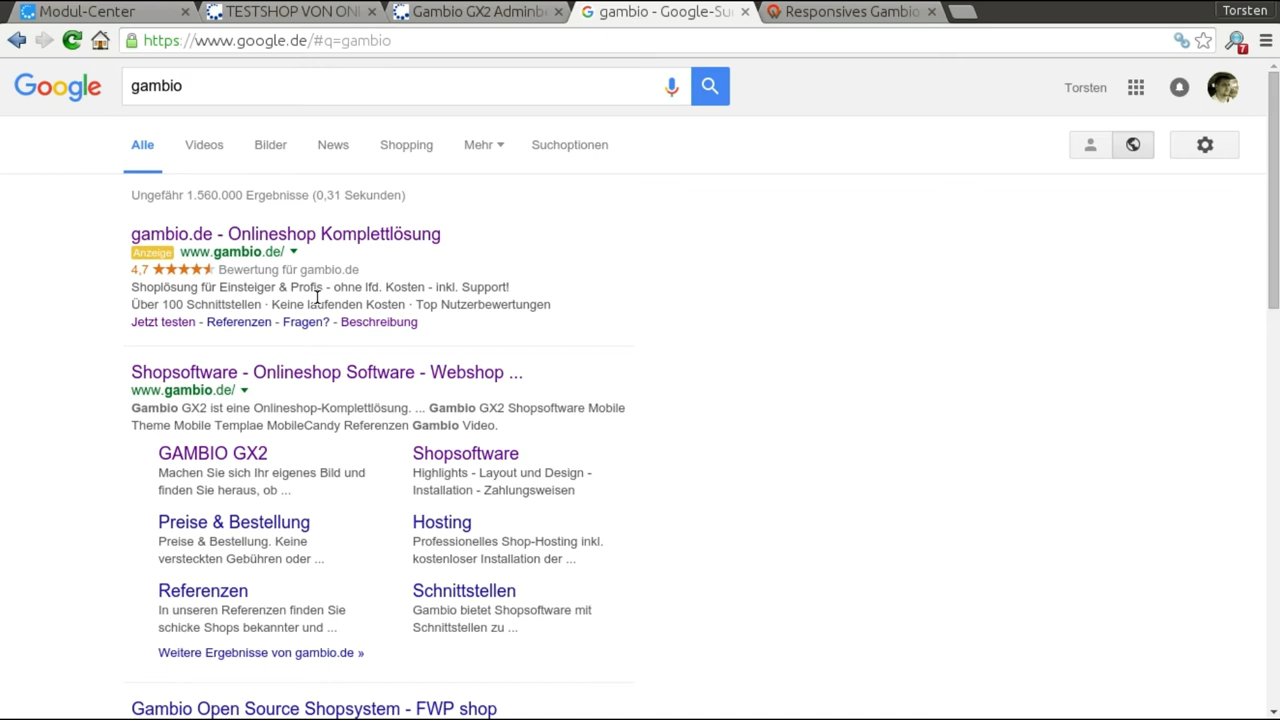 Modul-Center
TESTSHOP VON ONL
Gambio GX2 Adminb
gambio - Google-Su
Responsives Gambio
Torsten
https://www.google.de/#q=gambio
7
Google
gambio
Torsten
Alle Videos Bilder News Shopping Mehr Suchoptionen
Ungefähr 1.560.000 Ergebnisse (0,31 Sekunden)
gambio.de - Onlineshop Komplettlösung
Anzeige www.gambio.de/
4,7 Bewertung für gambio.de
Shoplösung für Einsteiger & Profis - ohne lfd. Kosten - inkl. Support!
Über 100 Schnittstellen · Keine laufenden Kosten · Top Nutzerbewertungen
Jetzt testen - Referenzen - Fragen? - Beschreibung
Shopsoftware - Onlineshop Software - Webshop ...
www.gambio.de/
Gambio GX2 ist eine Onlineshop-Komplettlösung. ... Gambio GX2 Shopsoftware Mobile
Theme Mobile Templae MobileCandy Referenzen Gambio Video.
GAMBIO GX2
Machen Sie sich Ihr eigenes Bild und
finden Sie heraus, ob ...
Shopsoftware
Highlights - Layout und Design -
Installation - Zahlungsweisen
Preise & Bestellung
Preise & Bestellung. Keine
versteckten Gebühren oder ...
Hosting
Professionelles Shop-Hosting inkl.
kostenloser Installation der ...
Referenzen
In unseren Referenzen finden Sie
schicke Shops bekannter und ...
Schnittstellen
Gambio bietet Shopsoftware mit
Schnittstellen zu ...
Weitere Ergebnisse von gambio.de »
Gambio Open Source Shopsystem - FWP shop